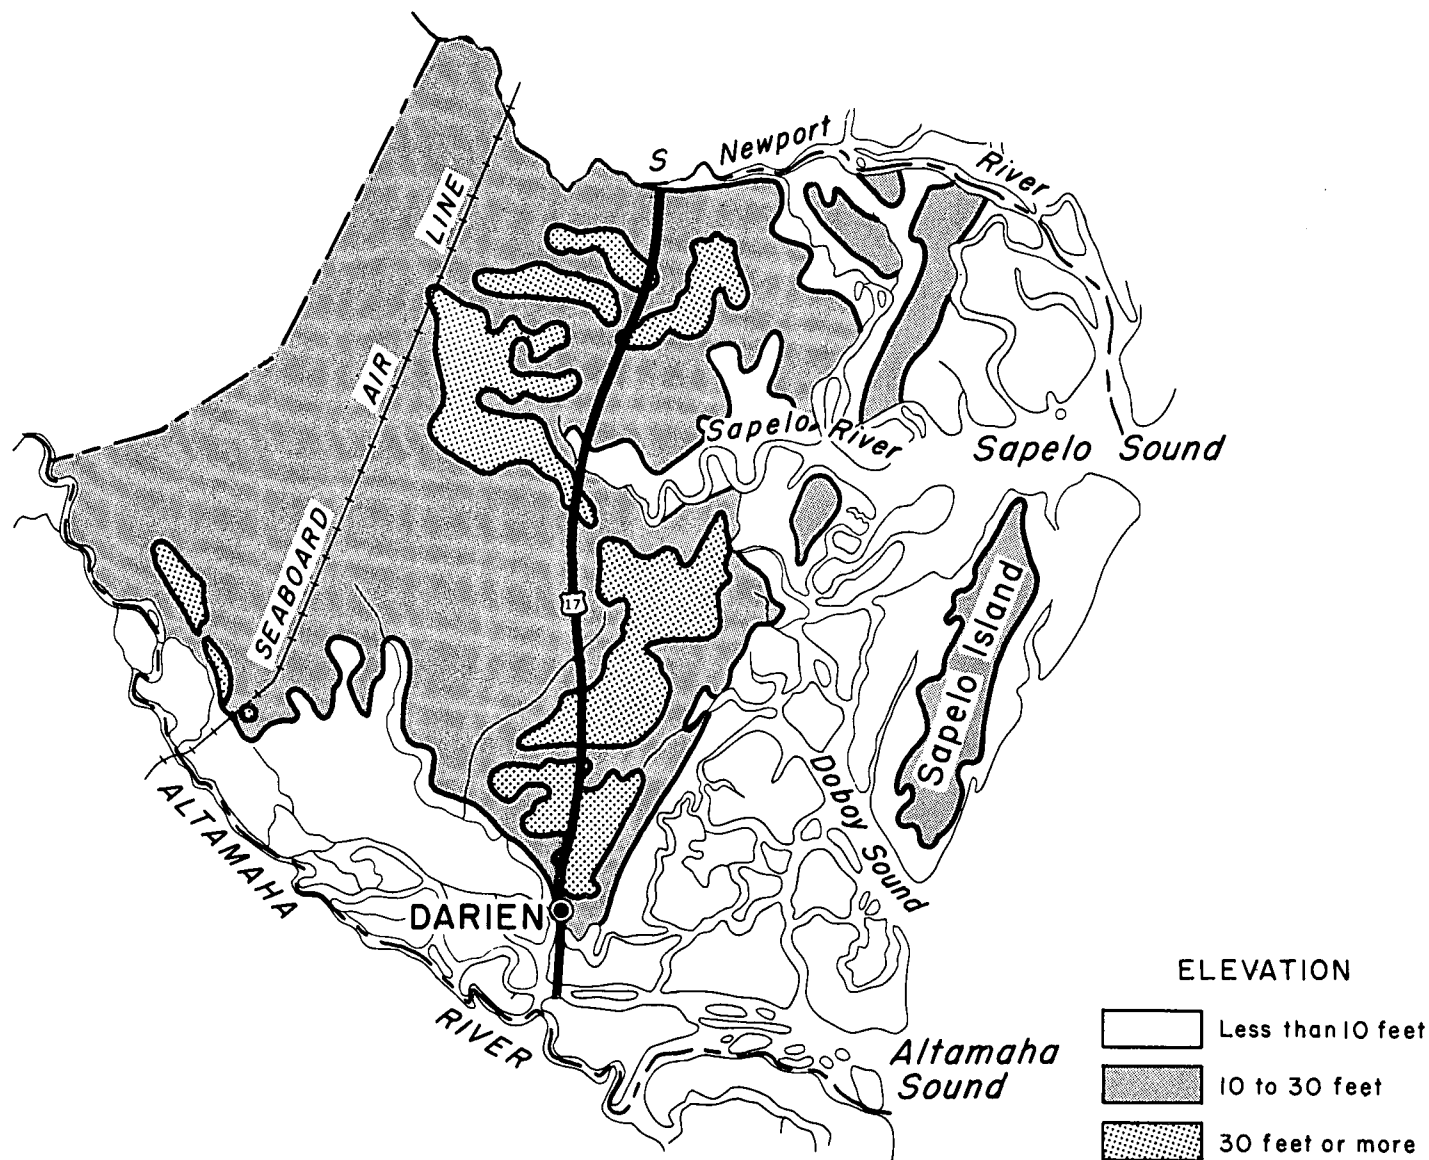 S Newport River
LINE
AIR
SEABOARD
Sapelo River
Sapelo Sound
17
Sapelo Island
Doboy Sound
ALTAMAHA
RIVER
DARIEN
Altamaha
Sound
ELEVATION
Less than 10 feet
10 to 30 feet
30 feet or more